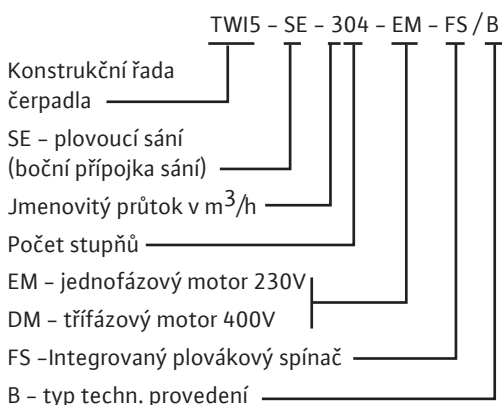 TWI5 – SE – 304 – EM – FS / B
Konstrukční řada
čerpadla
SE – plovoucí sání
(boční přípojka sání)
Jmenovitý průtok v m³/h
Počet stupňů
EM – jednofázový motor 230V
DM – třífázový motor 400V
FS –Integrovaný plovákový spínač
B – typ techn. provedení